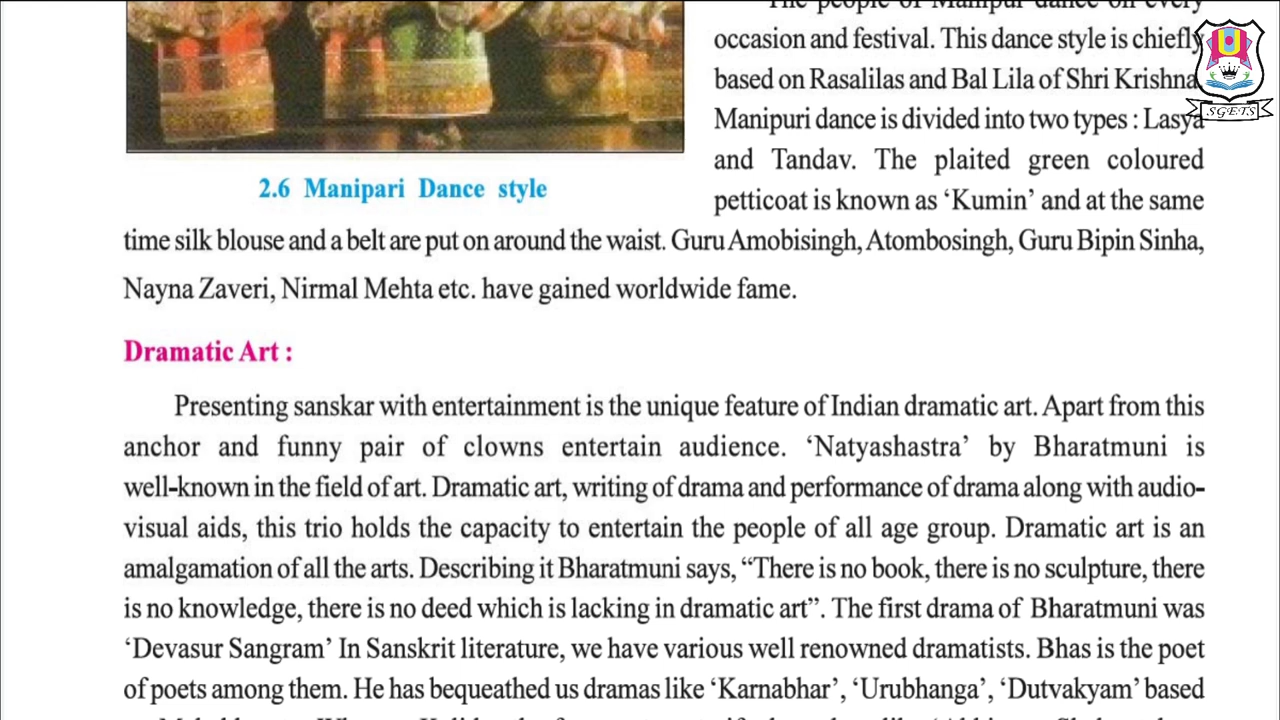 The people of Manipur dance on every
occasion and festival. This dance style is chiefly
based on Rasalilas and Bal Lila of Shri Krishna
Manipuri dance is divided into two types : Lasya
and Tandav. The plaited green coloured
2.6 Manipari Dance style
petticoat is known as ‘Kumin’ and at the same
time silk blouse and a belt are put on around the waist. Guru Amobisingh, Atombosingh, Guru Bipin Sinha,
Nayna Zaveri, Nirmal Mehta etc. have gained worldwide fame.
Dramatic Art :
Presenting sanskar with entertainment is the unique feature of Indian dramatic art. Apart from this
anchor and funny pair of clowns entertain audience. ‘Natyashastra’ by Bharatmuni is
well-known in the field of art. Dramatic art, writing of drama and performance of drama along with audio-
visual aids, this trio holds the capacity to entertain the people of all age group. Dramatic art is an
amalgamation of all the arts. Describing it Bharatmuni says, “There is no book, there is no sculpture, there
is no knowledge, there is no deed which is lacking in dramatic art”. The first drama of Bharatmuni was
‘Devasur Sangram’ In Sanskrit literature, we have various well renowned dramatists. Bhas is the poet
of poets among them. He has bequeathed us dramas like ‘Karnabhar’, ‘Urubhanga’, ‘Dutvakyam’ based
SGETS